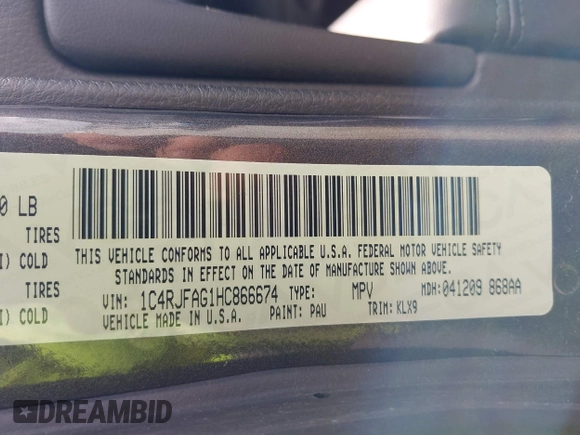 0 LB
TIRES
COLD
TIRES
COLD
THIS VEHICLE CONFORMS TO ALL APPLICABLE U.S.A. FEDERAL MOTOR VEHICLE SAFETY
STANDARDS IN EFFECT ON THE DATE OF MANUFACTURE SHOWN ABOVE.
VIN: 1C4RJFAG1HC866674 TYPE: MPV MDH: 041209 868AA
VEHICLE MADE IN U.S.A. PAINT: PAU TRIM: KLX9
DREAMBID